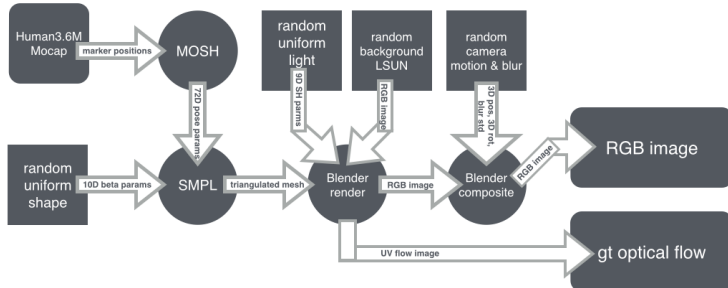 Human3.6M
Mocap
marker positions
MOSH
random
uniform
light
random
background
LSUN
random
camera
motion & blur
72D pose params
9D SH parms
RGB image
3D pos, 3D rot,
blur std
random
uniform
shape
10D beta params
SMPL
triangulated mesh
Blender
render
RGB image
Blender
composite
RGB image
RGB image
UV flow image
gt optical flow